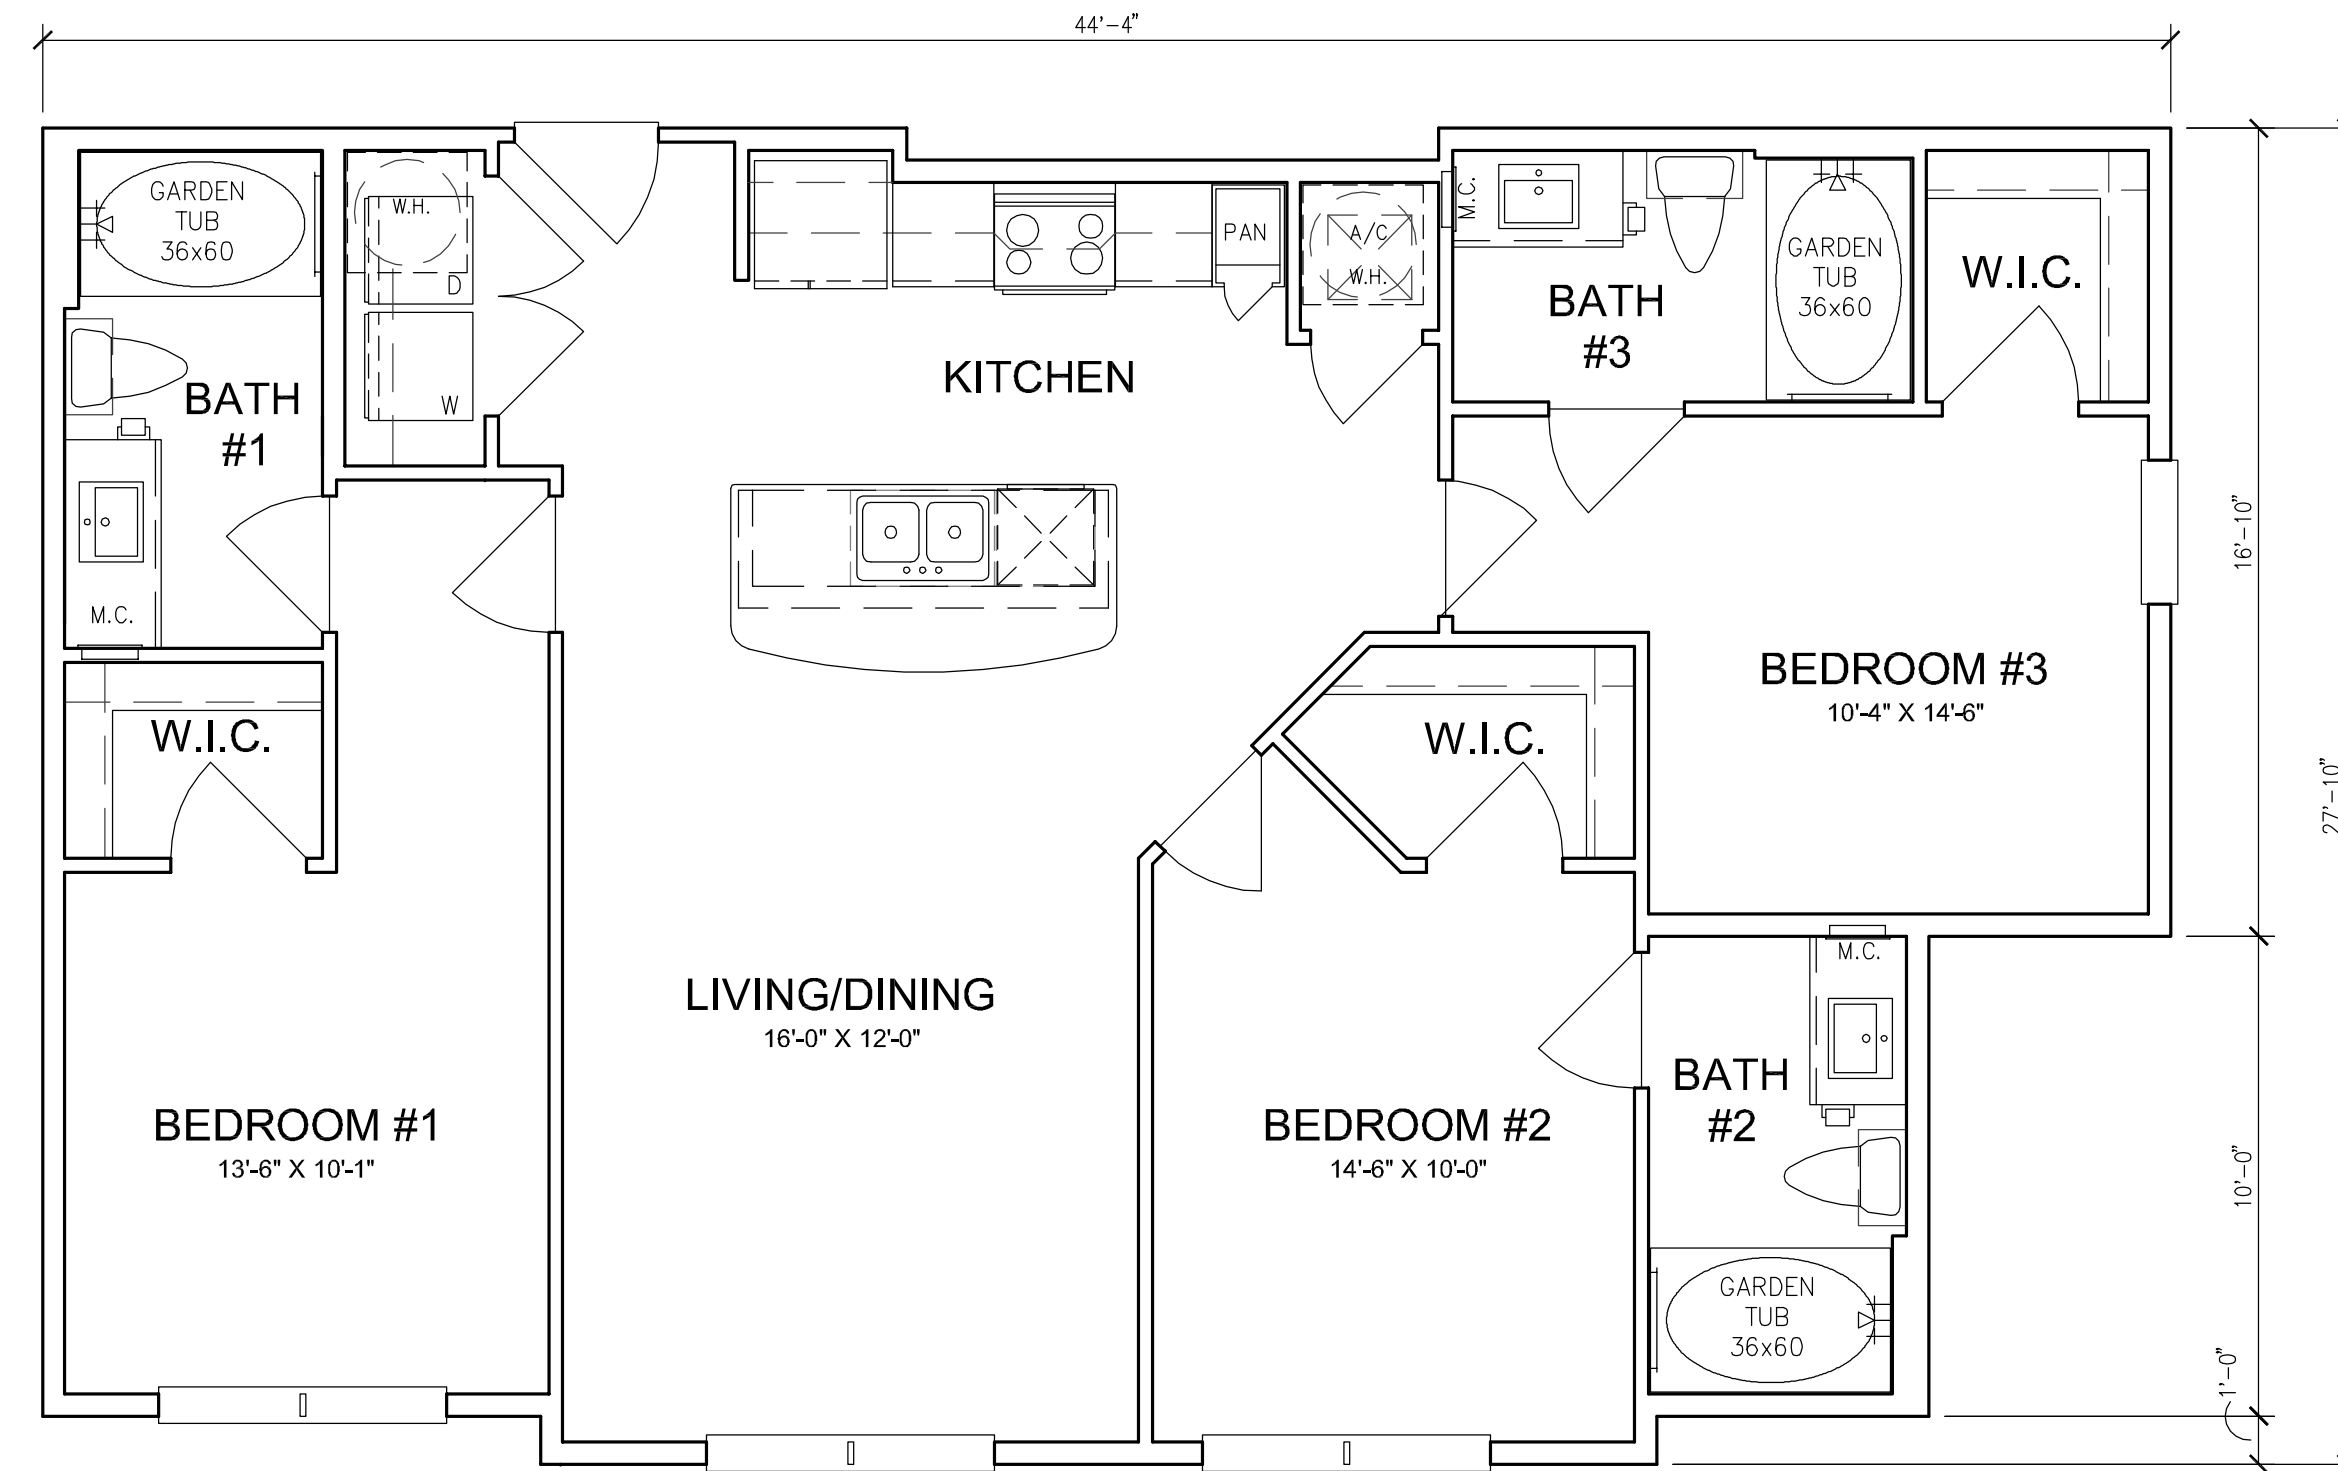 44'-4"
GARDEN
TUB
36x60
W.H.
D
W
BATH
#1
M.C.
W.I.C.
PAN
A/C
W.H.
KITCHEN
M.C.
BATH
#3
GARDEN
TUB
36x60
W.I.C.
16'-10"
BEDROOM #3
10'-4" X 14'-6"
W.I.C.
27'-10"
LIVING/DINING
16'-0" X 12'-0"
BEDROOM #1
13'-6" X 10'-1"
BEDROOM #2
14'-6" X 10'-0"
M.C.
BATH
#2
GARDEN
TUB
36x60
10'-0"
1'-0"